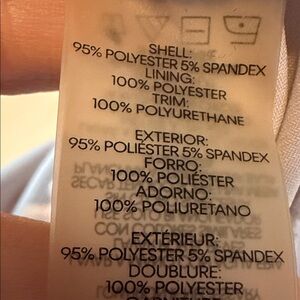 SHELL:
95% POLYESTER 5% SPANDEX
LINING:
100% POLYESTER
TRIM:
100% POLYURETHANE
EXTERIOR:
95% POLIÉSTER 5% SPANDEX
FORRO:
100% POLIÉSTER
ADORNO:
100% POLIURETANO
EXTÉRIEUR:
95% POLYESTER 5% SPANDEX
DOUBLURE:
100% POLYESTER